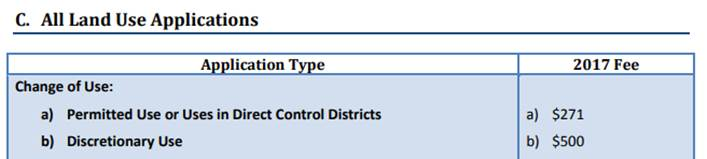 C. All Land Use Applications
Application Type 2017 Fee
Change of Use:
a) Permitted Use or Uses in Direct Control Districts a) $271
b) Discretionary Use b) $500